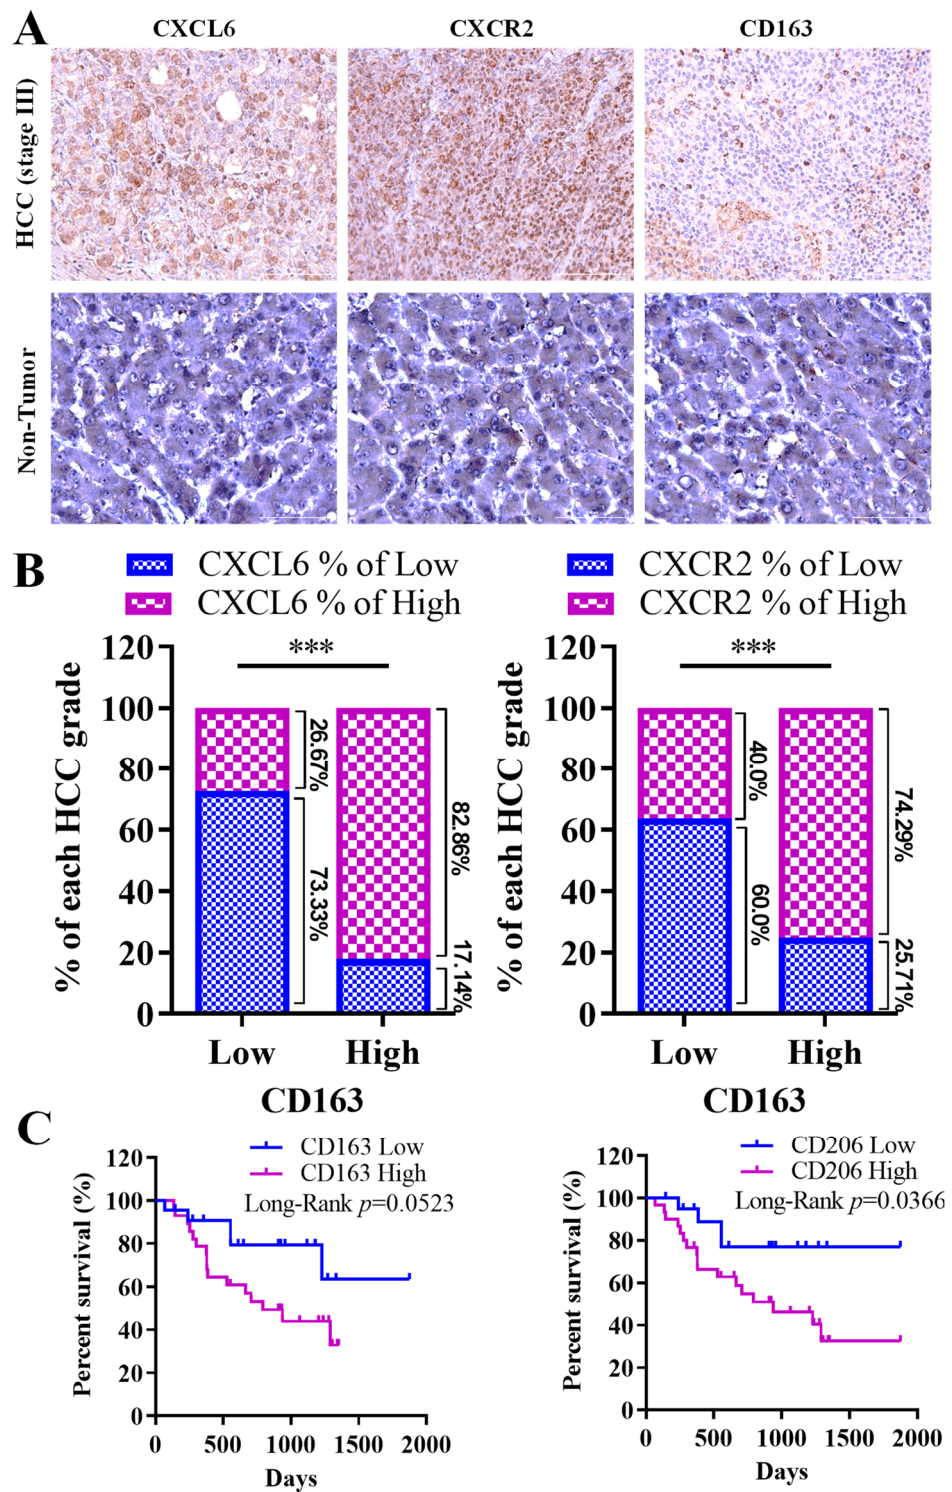 A
CXCL6 CXCR2 CD163
HCC (stage III)
Non-Tumor
B
CXCL6 % of Low
CXCL6 % of High
CXCR2 % of Low
CXCR2 % of High
% of each HCC grade
120
100
80
60
40
20
0
***
26.67%
73.33%
82.86%
17.14%
Low High
% of each HCC grade
120
100
80
60
40
20
0
***
40.0%
60.0%
74.29%
25.71%
Low High
C
CD163
CD163 Low
CD163 High
Long-Rank p=0.0523
Percent survival (%)
120
100
80
60
40
20
0
0 500 1000 1500 2000
Days
CD163
CD206 Low
CD206 High
Long-Rank p=0.0366
Percent survival (%)
120
100
80
60
40
20
0
0 500 1000 1500 2000
Days